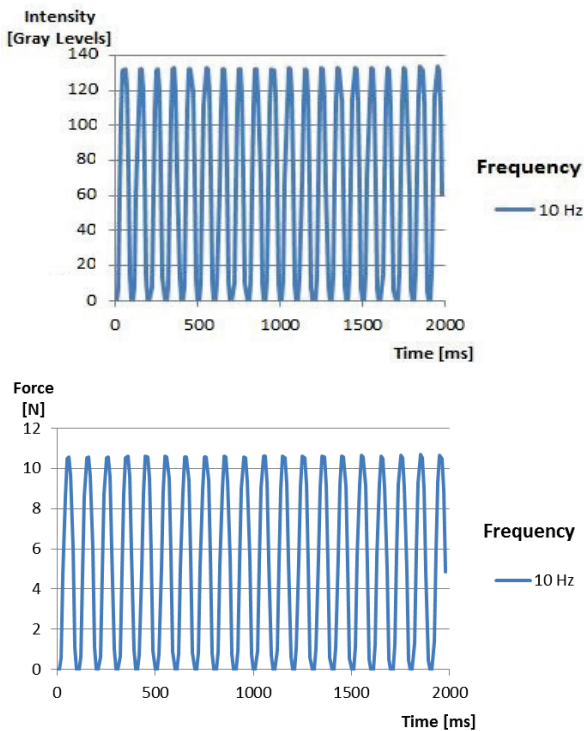 Intensity
[Gray Levels]
140
120
100
80
60
40
20
0
0 500 1000 1500 2000
Time [ms]
Frequency
10 Hz
Force
[N]
12
10
8
6
4
2
0
0 500 1000 1500 2000
Time [ms]
Frequency
10 Hz